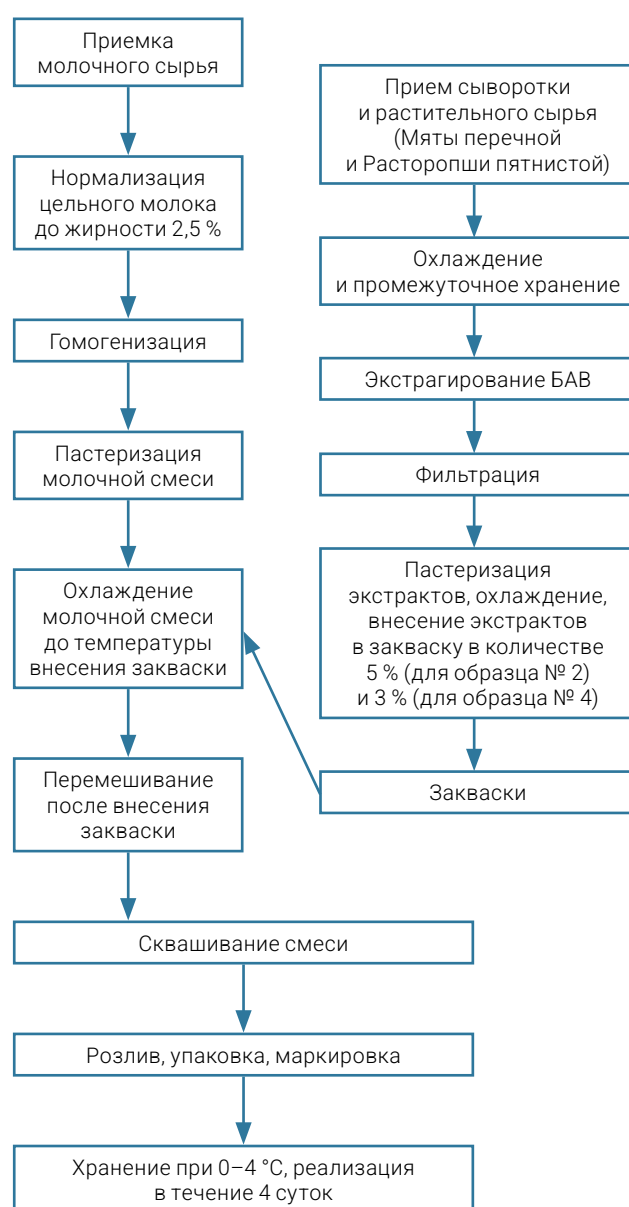 Приемка
молочного сырья
Нормализация
цельного молока
до жирности 2,5 %
Гомогенизация
Пастеризация
молочной смеси
Охлаждение
молочной смеси
до температуры
внесения закваски
Перемешивание
после внесения
закваски
Прием сыворотки
и растительного сырья
(Мяты перечной
и Расторопши пятнистой)
Охлаждение
и промежуточное хранение
Экстрагирование БАВ
Фильтрация
Пастеризация
экстрактов, охлаждение,
внесение экстрактов
в закваску в количестве
5 % (для образца № 2)
и 3 % (для образца № 4)
Закваски
Сквашивание смеси
Розлив, упаковка, маркировка
Хранение при 0–4 °C, реализация
в течение 4 суток